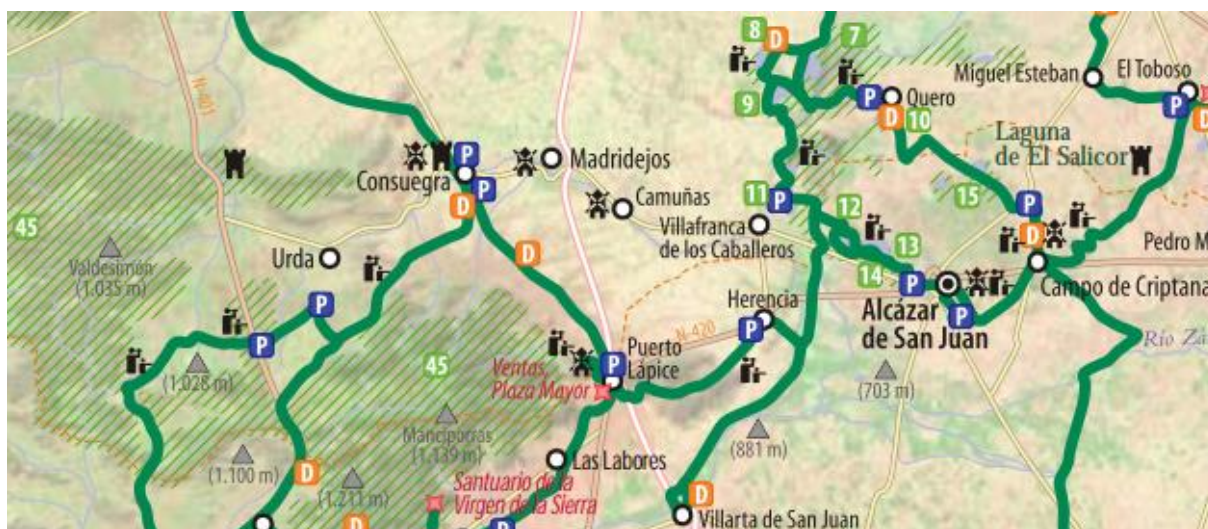 8
D
7
P
Quero
D
10
Miguel Esteban
El Toboso
P
D
9
Laguna
de El Salicor
N-401
P
Consuegra
P
D
Madridejos
Camuñas
11
P
Villafranca
de los Caballeros
12
13
14
15
P
D
Pedro M
45
Valdesimón
(1.035 m)
Urda
D
P
Alcázar
de San Juan
P
Campo de Criptana
Río Zá
P
P
(1.028 m)
Herencia
P
N-420
Puerto
Lápice
P
Ventas,
Plaza Mayor
45
(703 m)
Mancipocras
(1.139 m)
(1.100 m)
D
(1.211 m)
D
Las Labores
Santuario de la
Virgen de la Sierra
P
(881 m)
D
Villarta de San Juan